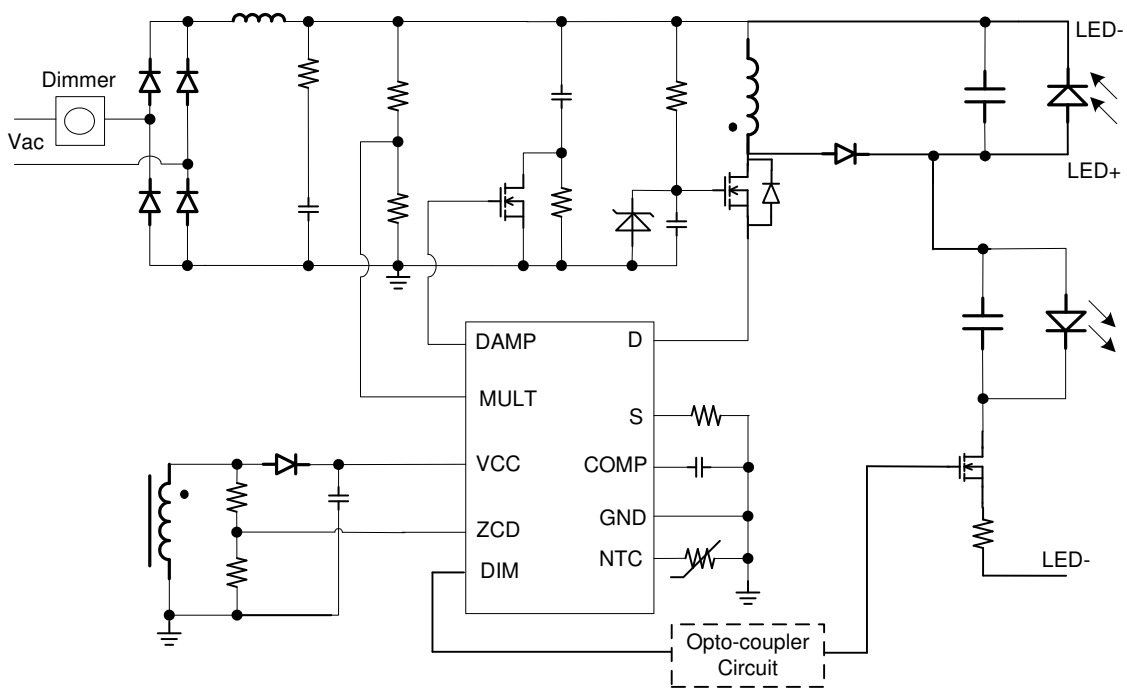 LED-
Dimmer
Vac
LED+
DAMP
D
MULT
S
VCC
COMP
GND
ZCD
NTC
DIM
LED-
Opto-coupler
Circuit